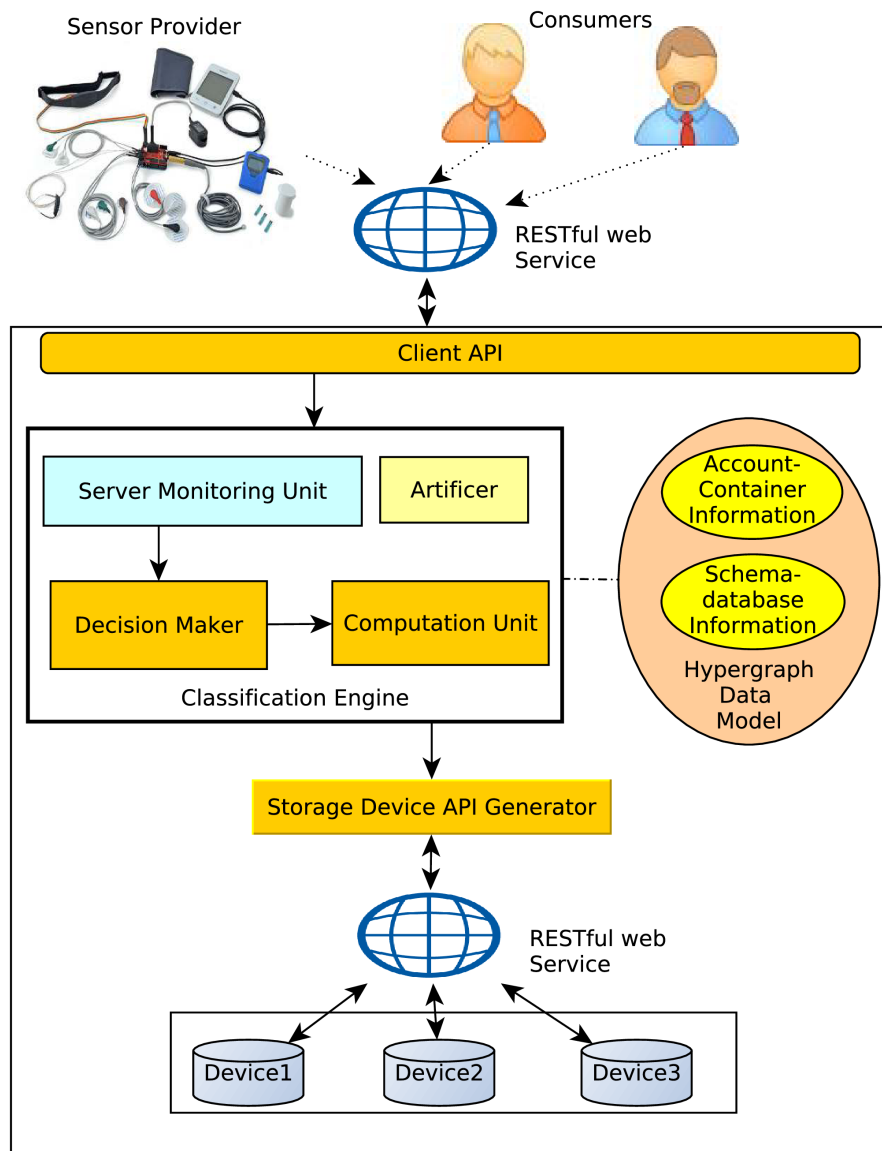 Sensor Provider
Consumers
RESTful web
Service
Client API
Server Monitoring Unit
Artificer
Account-
Container
Information
Decision Maker
Computation Unit
Schema-
database
Information
Hypergraph
Data
Model
Classification Engine
Storage Device API Generator
RESTful web
Service
Device1
Device2
Device3